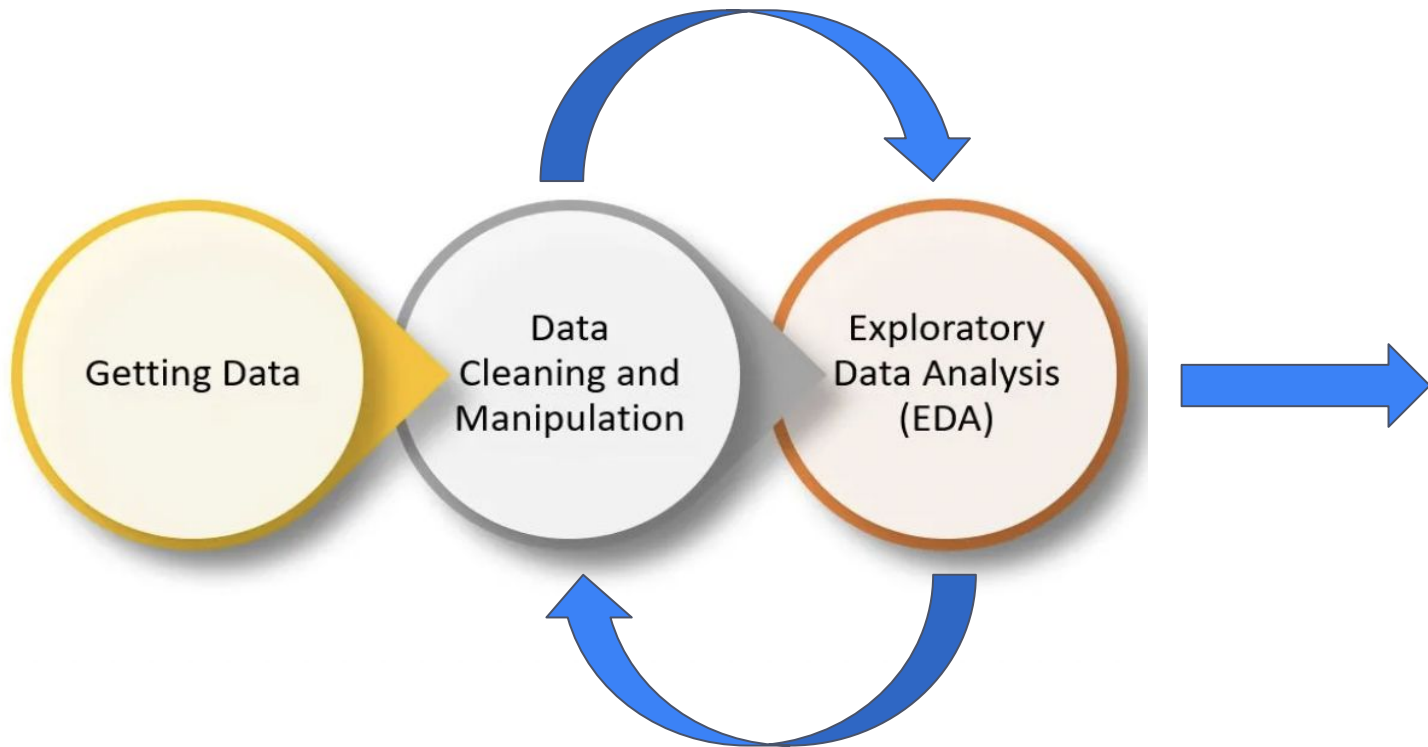 Getting Data
Data
Cleaning and
Manipulation
Exploratory
Data Analysis
(EDA)